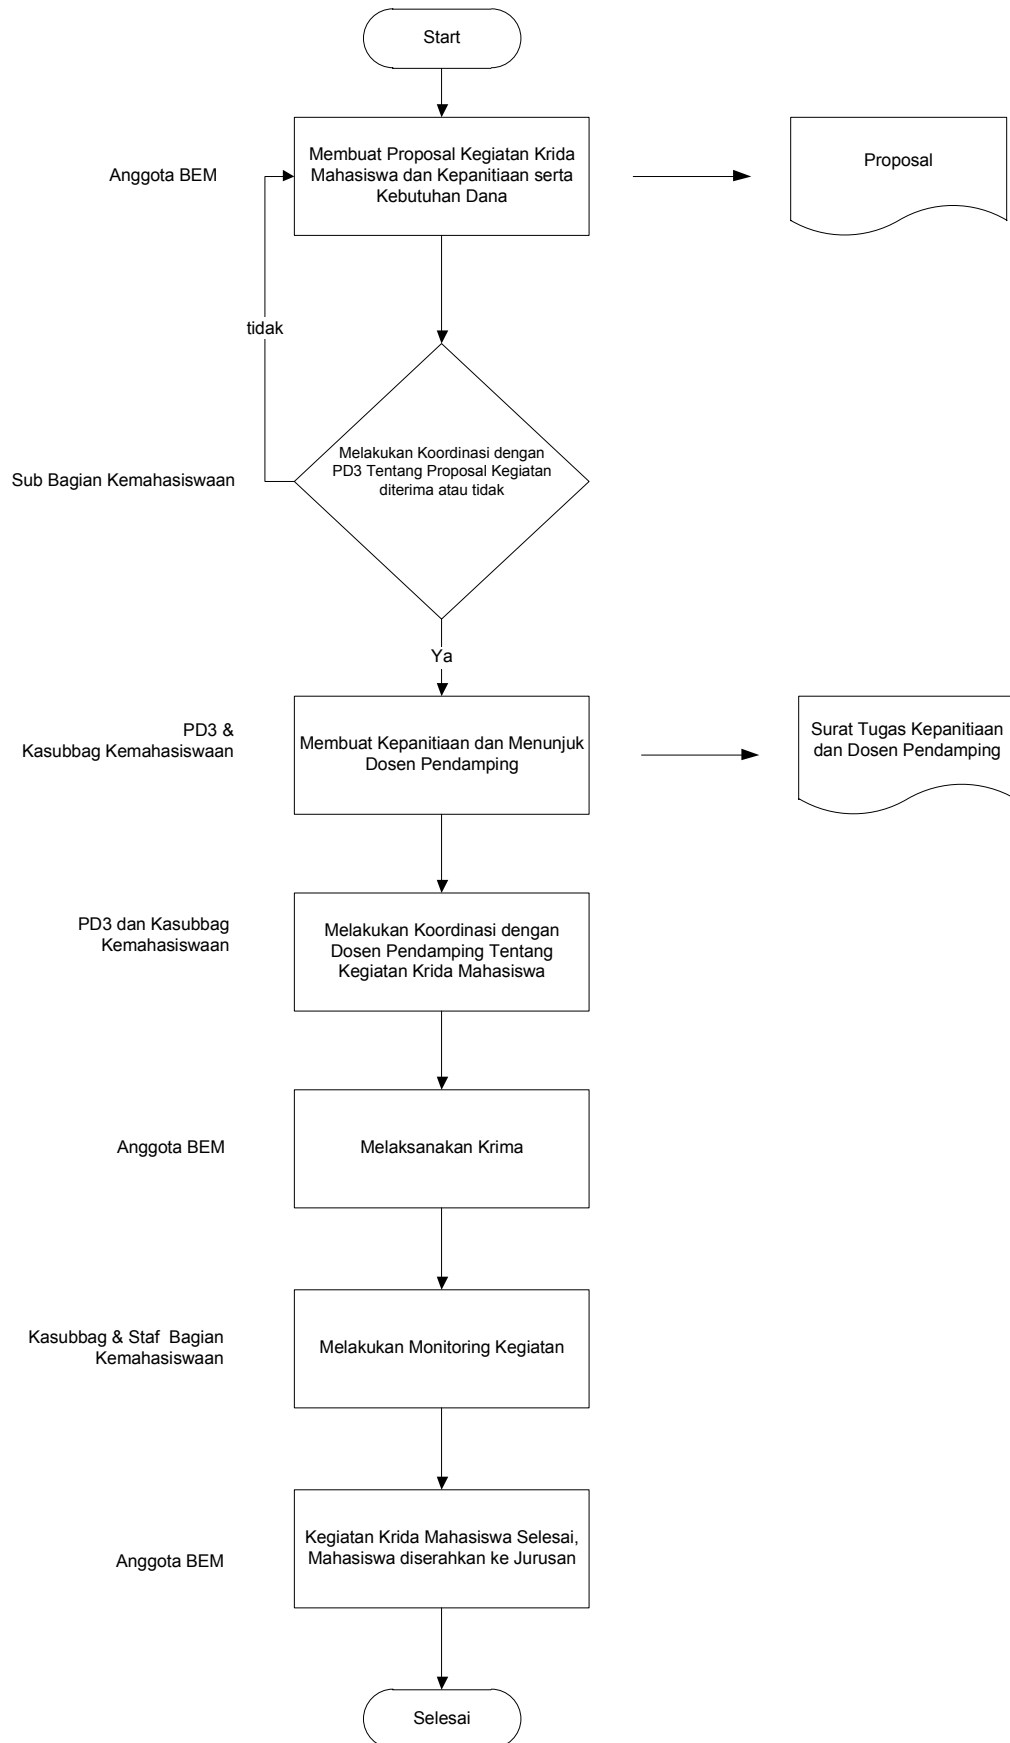 Start
Anggota BEM
Membuat Proposal Kegiatan Krida
Mahasiswa dan Kepanitiaan serta
Kebutuhan Dana
Proposal
tidak
Sub Bagian Kemahasiswaan
Melakukan Koordinasi dengan
PD3 Tentang Proposal Kegiatan
diterima atau tidak
Ya
PD3 &
Kasubbag Kemahasiswaan
Membuat Kepanitiaan dan Menunjuk
Dosen Pendamping
Surat Tugas Kepanitiaan
dan Dosen Pendamping
PD3 dan Kasubbag
Kemahasiswaan
Melakukan Koordinasi dengan
Dosen Pendamping Tentang
Kegiatan Krida Mahasiswa
Anggota BEM
Melaksanakan Krima
Kasubbag & Staf Bagian
Kemahasiswaan
Melakukan Monitoring Kegiatan
Anggota BEM
Kegiatan Krida Mahasiswa Selesai,
Mahasiswa diserahkan ke Jurusan
Selesai